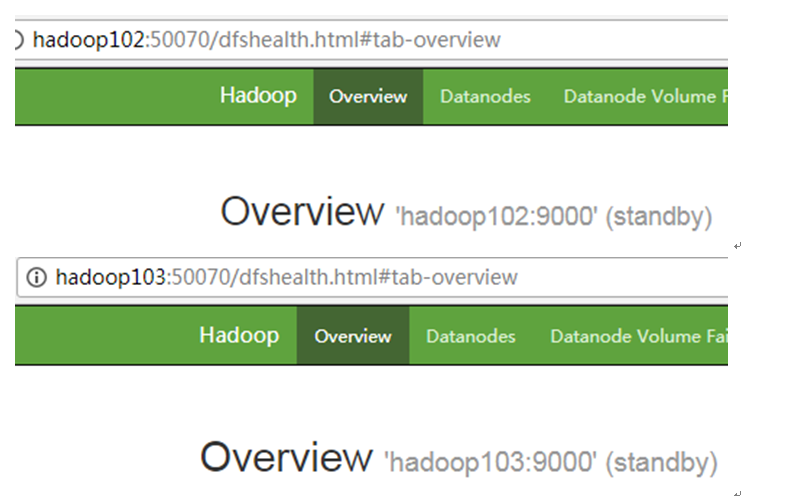 hadoop102:50070/dfshealth.html#tab-overview
Hadoop Overview Datanodes Datanode Volume
Overview 'hadoop102:9000' (standby)
hadoop103:50070/dfshealth.html#tab-overview
Hadoop Overview Datanodes Datanode Volume Fai
Overview 'hadoop103:9000' (standby)